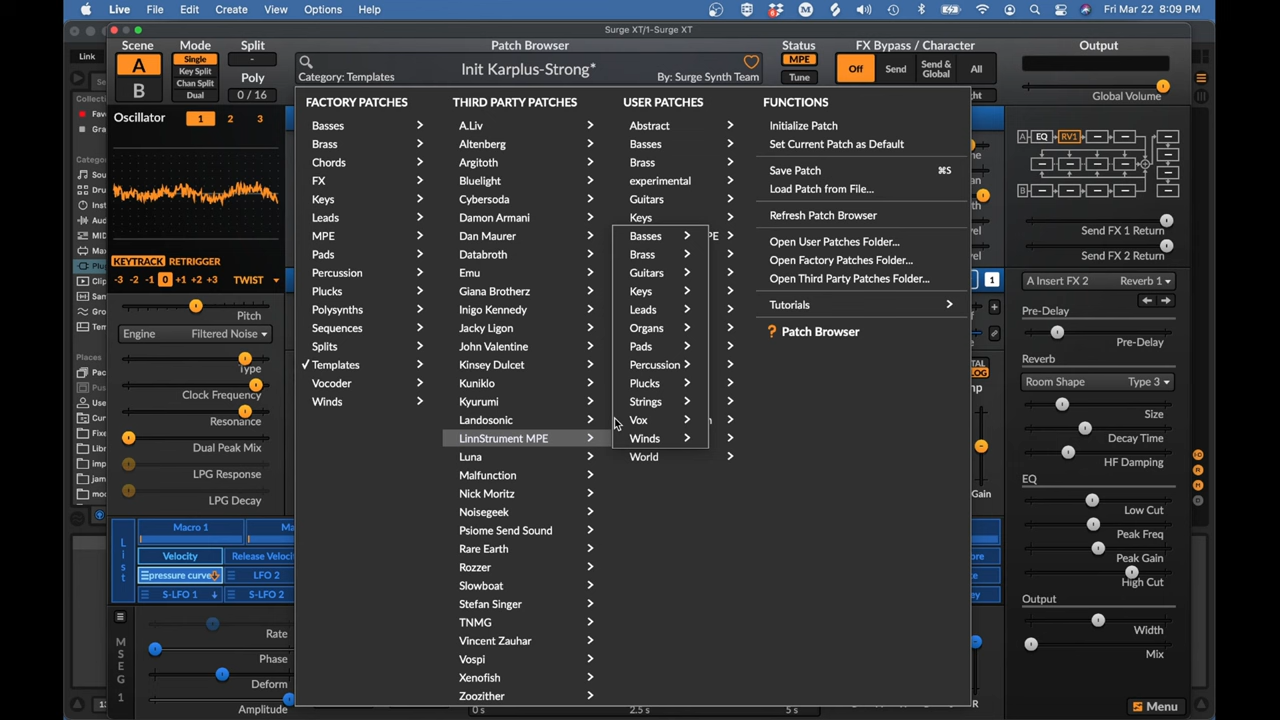 Live Edit Create View Options Help
Fri Mar 22 8:09 PM
Surge XT/1-Surge XT
Link
Scene
A
B
Mode
Single
Key Split
Chan Split
Dual
Split
-
Poly
0 / 16
Patch Browser
Init Karplus-Strong*
Category: Templates
By: Surge Synth Team
Status
MPE
Tune
FX Bypass / Character
Off
Send
Send & Global
All
Output
Global Volume
Oscillator
1 2 3
KEYTRACK RETRIGGER
-3 -2 -1 0 +1 +2 +3 TWIST
Pitch
Engine Filtered Noise
Type
Clock Frequency
Resonance
Dual Peak Mix
LPG Response
LPG Decay
FACTORY PATCHES
Basses
Brass
Chords
FX
Keys
Leads
MPE
Pads
Percussion
Plucks
Polysynths
Sequences
Splits
✓ Templates
Vocoder
Winds
THIRD PARTY PATCHES
A.Liv
Altenberg
Argitoth
Bluelight
Cybersoda
Damon Armani
Dan Maurer
Databroth
Emu
Giana Brotherz
Inigo Kennedy
Jacky Ligon
John Valentine
Kinsey Dulcet
Kuniklo
Kyurumi
Landosonic
LinnStrument MPE
Luna
Malfunction
Nick Moritz
Noisegeek
Psiome Send Sound
Rare Earth
Rozzer
Slowboat
Stefan Singer
TNMG
Vincent Zauhar
Vospi
Xenofish
Zoozither
USER PATCHES
Abstract
Basses
Brass
experimental
Guitars
Keys
Basses
Brass
Guitars
Keys
Leads
Organs
Pads
Percussion
Plucks
Strings
Vox
Winds
World
FUNCTIONS
Initialize Patch
Set Current Patch as Default
Save Patch ⌘S
Load Patch from File...
Refresh Patch Browser
Open User Patches Folder...
Open Factory Patches Folder...
Open Third Party Patches Folder...
Tutorials
? Patch Browser
A EQ RV1
B
Send FX 1 Return
Send FX 2 Return
1
A Insert FX 2 Reverb 1
Pre-Delay
Pre-Delay
Reverb
Room Shape Type 3
Size
Decay Time
HF Damping
EQ
Low Cut
Peak Freq
Peak Gain
High Cut
Output
Width
Mix
Gain
List
Macro 1
Velocity
Release Veloci
pressure curve
LFO 2
S-LFO 1
S-LFO 2
MSEG 1
Rate
Phase
Deform
Amplitude
0
2.5 s
5 s
Menu